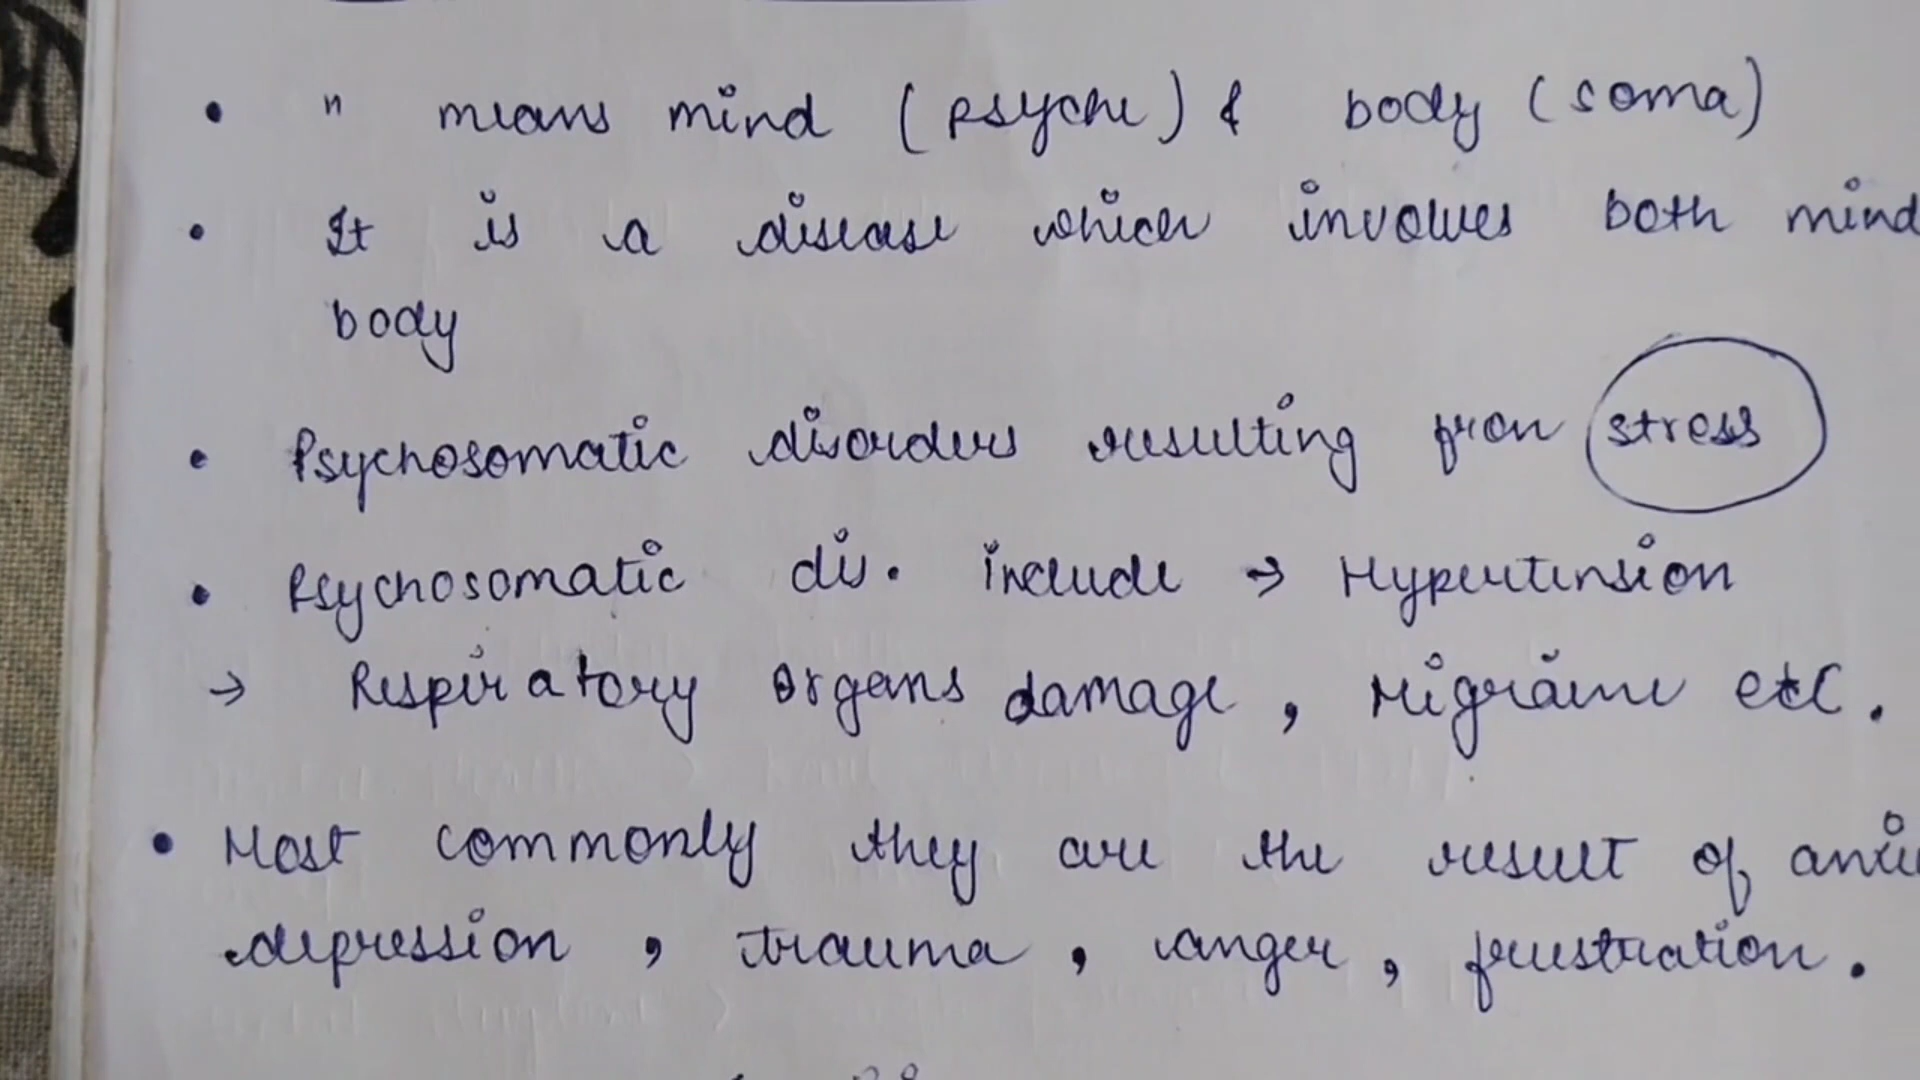 • " means mind (psyche) & body (soma)
• It is a disease which involves both mind
body
• Psychosomatic disorders resulting from stress
• Psychosomatic dis. include → Hypertension
→ Respiratory organs damage, Migraine etc.
• Most commonly they are the result of anxie
depression, trauma, anger, frustration.